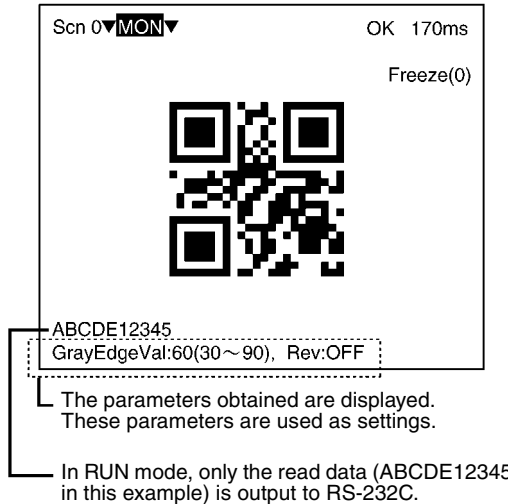 Scn 0▼MON▼ OK 170ms
Freeze(0)
ABCDE12345
GrayEdgeVal:60(30～90), Rev:OFF
The parameters obtained are displayed.
These parameters are used as settings.
In RUN mode, only the read data (ABCDE12345
in this example) is output to RS-232C.